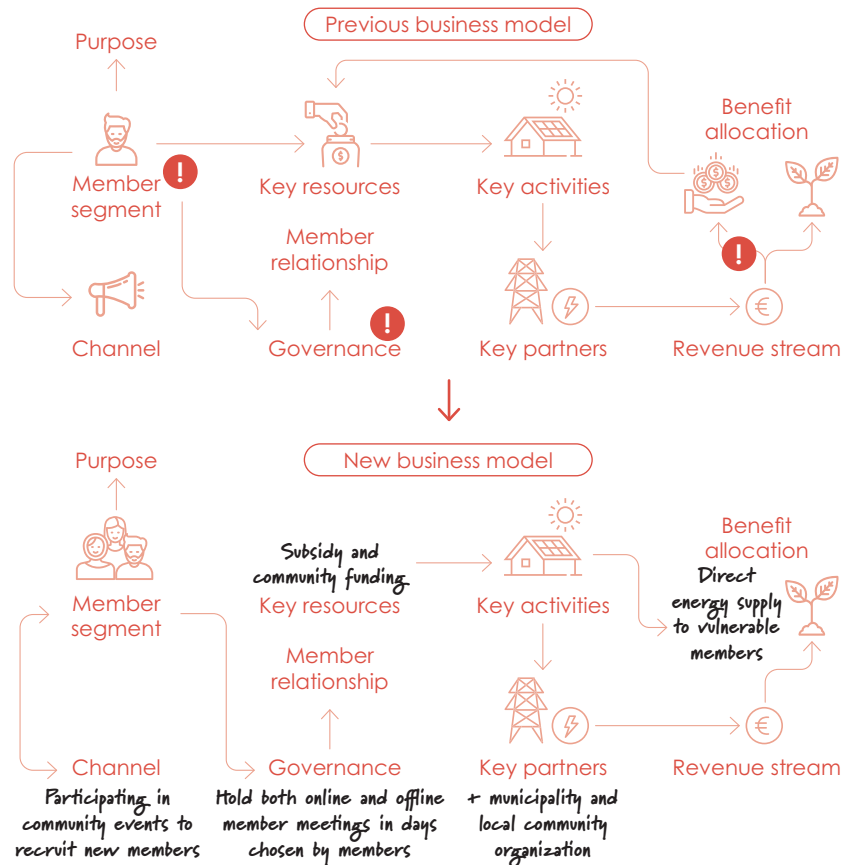 Previous business model
Purpose
Benefit
allocation
!
Member
segment
$
Key resources
Key activities
$ $ $
Member
relationship
!
Channel
!
Governance
Key partners
€
Revenue stream
New business model
Purpose
Benefit
allocation
Subsidy and
community funding
Direct
energy supply
to vulnerable
members
Member
segment
Key resources
Key activities
Member
relationship
€
Channel
Governance
Key partners
Revenue stream
Participating in
community events to
recruit new members
Hold both online and offline
member meetings in days
chosen by members
+ municipality and
local community
organization